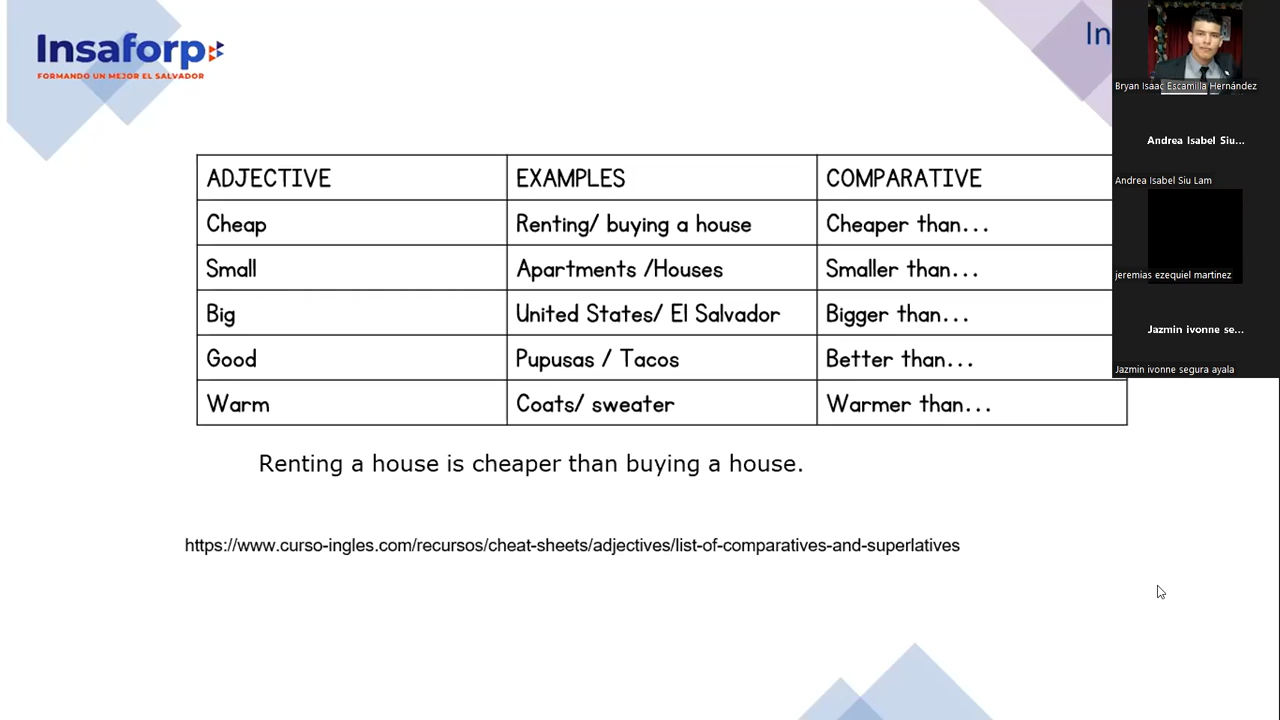 Insaforp
FORMANDO UN MEJOR EL SALVADOR
In
Bryan Isaac Escamilla Hernández
Andrea Isabel Siu...
Andrea Isabel Siu Lam
jeremias ezequiel martinez
Jazmin ivonne se...
Jazmin ivonne segura ayala
ADJECTIVE EXAMPLES COMPARATIVE
Cheap Renting/ buying a house Cheaper than...
Small Apartments /Houses Smaller than...
Big United States/ El Salvador Bigger than...
Good Pupusas / Tacos Better than...
Warm Coats/ sweater Warmer than...
Renting a house is cheaper than buying a house.
https://www.curso-ingles.com/recursos/cheat-sheets/adjectives/list-of-comparatives-and-superlatives